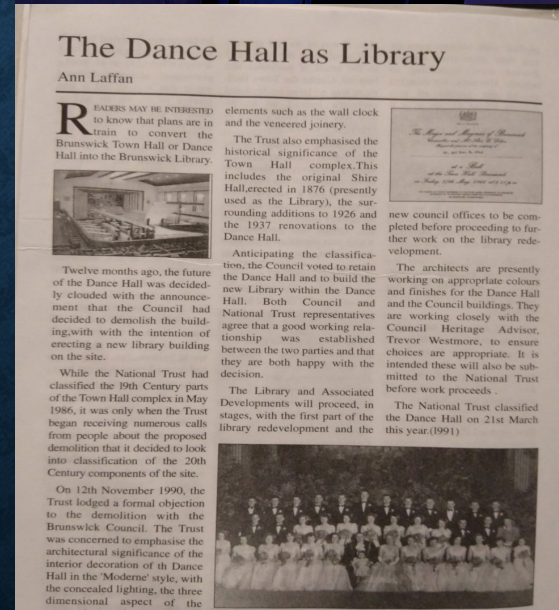 The Dance Hall as Library
Ann Laffan
READERS MAY BE INTERESTED
to know that plans are in
train to convert the
Brunswick Town Hall or Dance
Hall into the Brunswick Library.
Twelve months ago, the future
of the Dance Hall was decided-
ly clouded with the announce-
ment that the Council had
decided to demolish the build-
ing,with with the intention of
erecting a new library building
on the site.
While the National Trust had
classified the 19th Century parts
of the Town Hall complex in May
1986, it was only when the Trust
began receiving numerous calls
from people about the proposed
demolition that it decided to look
into classification of the 20th
Century components of the site.
On 12th November 1990, the
Trust lodged a formal objection
to the demolition with the
Brunswick Council. The Trust
was concerned to emphasise the
architectural significance of the
interior decoration of th Dance
Hall in the 'Moderne' style, with
the concealed lighting, the three
dimensional aspect of the
elements such as the wall clock
and the veneered joinery.
The Trust also emphasised the
historical significance of the
Town Hall complex.This
includes the original Shire
Hall,erected in 1876 (presently
used as the Library), the sur-
rounding additions to 1926 and
the 1937 renovations to the
Dance Hall.
Anticipating the classifica-
tion, the Council voted to retain
the Dance Hall and to build the
new Library within the Dance
Hall. Both Council and
National Trust representatives
agree that a good working rela-
tionship was established
between the two parties and that
they are both happy with the
decision.
The Library and Associated
Developments will proceed, in
stages, with the first part of the
library redevelopment and the
The Mayor and Mayoress of Brunswick
at a Ball
at the Town Hall, Brunswick
new council offices to be com-
pleted before proceeding to fur-
ther work on the library rede-
velopment.
The architects are presently
working on appropriate colours
and finishes for the Dance Hall
and the Council buildings. They
are working closely with the
Council Heritage Advisor,
Trevor Westmore, to ensure
choices are appropriate. It is
intended these will also be sub-
mitted to the National Trust
before work proceeds .
The National Trust classified
the Dance Hall on 21st March
this year.(1991)